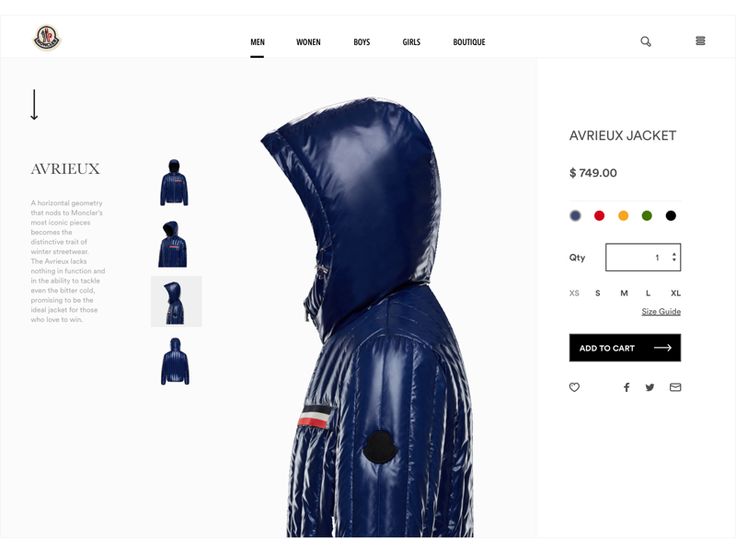 MONCLER
MEN WONEN BOYS GIRLS BOUTIQUE
AVRIEUX
A horizontal geometry
that nods to Moncler's
most iconic pieces
becomes the
distinctive trait of
winter streetwear.
The Avrieux lacks
nothing in function and
in the ability to tackle
even the bitter cold,
promising to be the
ideal jacket for those
who love to win.
AVRIEUX JACKET
$ 749.00
Qty 1
XS S M L XL
Size Guide
ADD TO CART